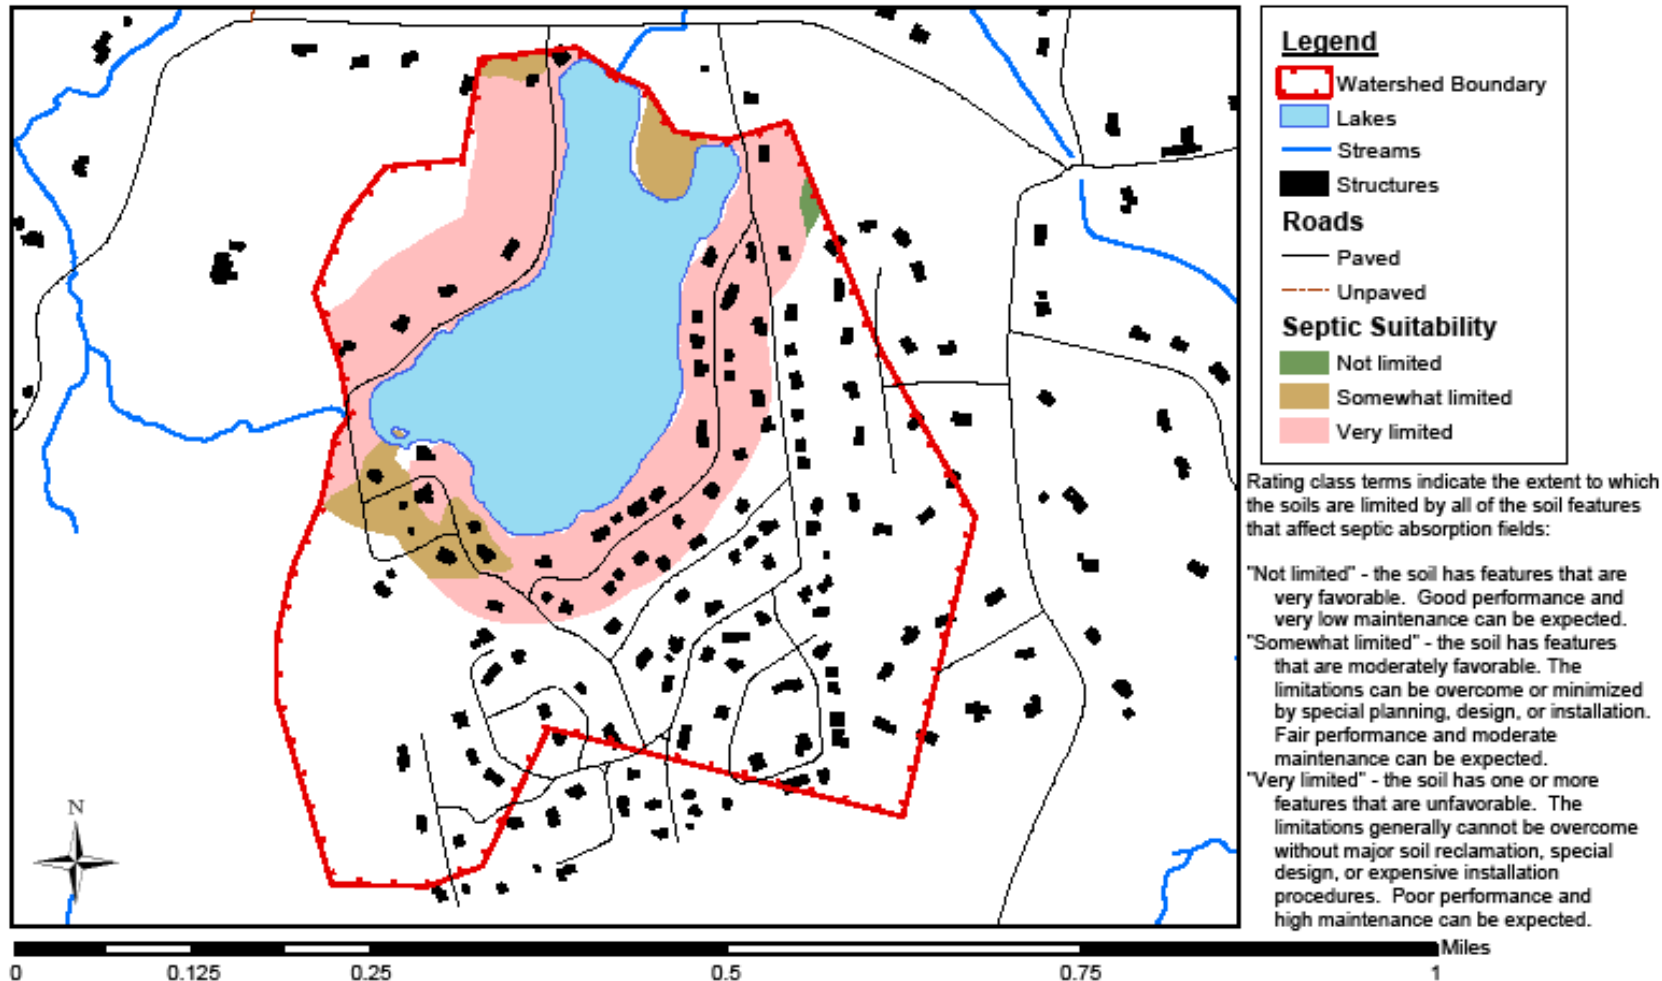 Legend
Watershed Boundary
Lakes
Streams
Structures
Roads
Paved
Unpaved
Septic Suitability
Not limited
Somewhat limited
Very limited
Rating class terms indicate the extent to which
the soils are limited by all of the soil features
that affect septic absorption fields:
"Not limited" - the soil has features that are
very favorable. Good performance and
very low maintenance can be expected.
"Somewhat limited" - the soil has features
that are moderately favorable. The
limitations can be overcome or minimized
by special planning, design, or installation.
Fair performance and moderate
maintenance can be expected.
"Very limited" - the soil has one or more
features that are unfavorable. The
limitations generally cannot be overcome
without major soil reclamation, special
design, or expensive installation
procedures. Poor performance and
high maintenance can be expected.
N
Miles
0 0.125 0.25 0.5 0.75 1